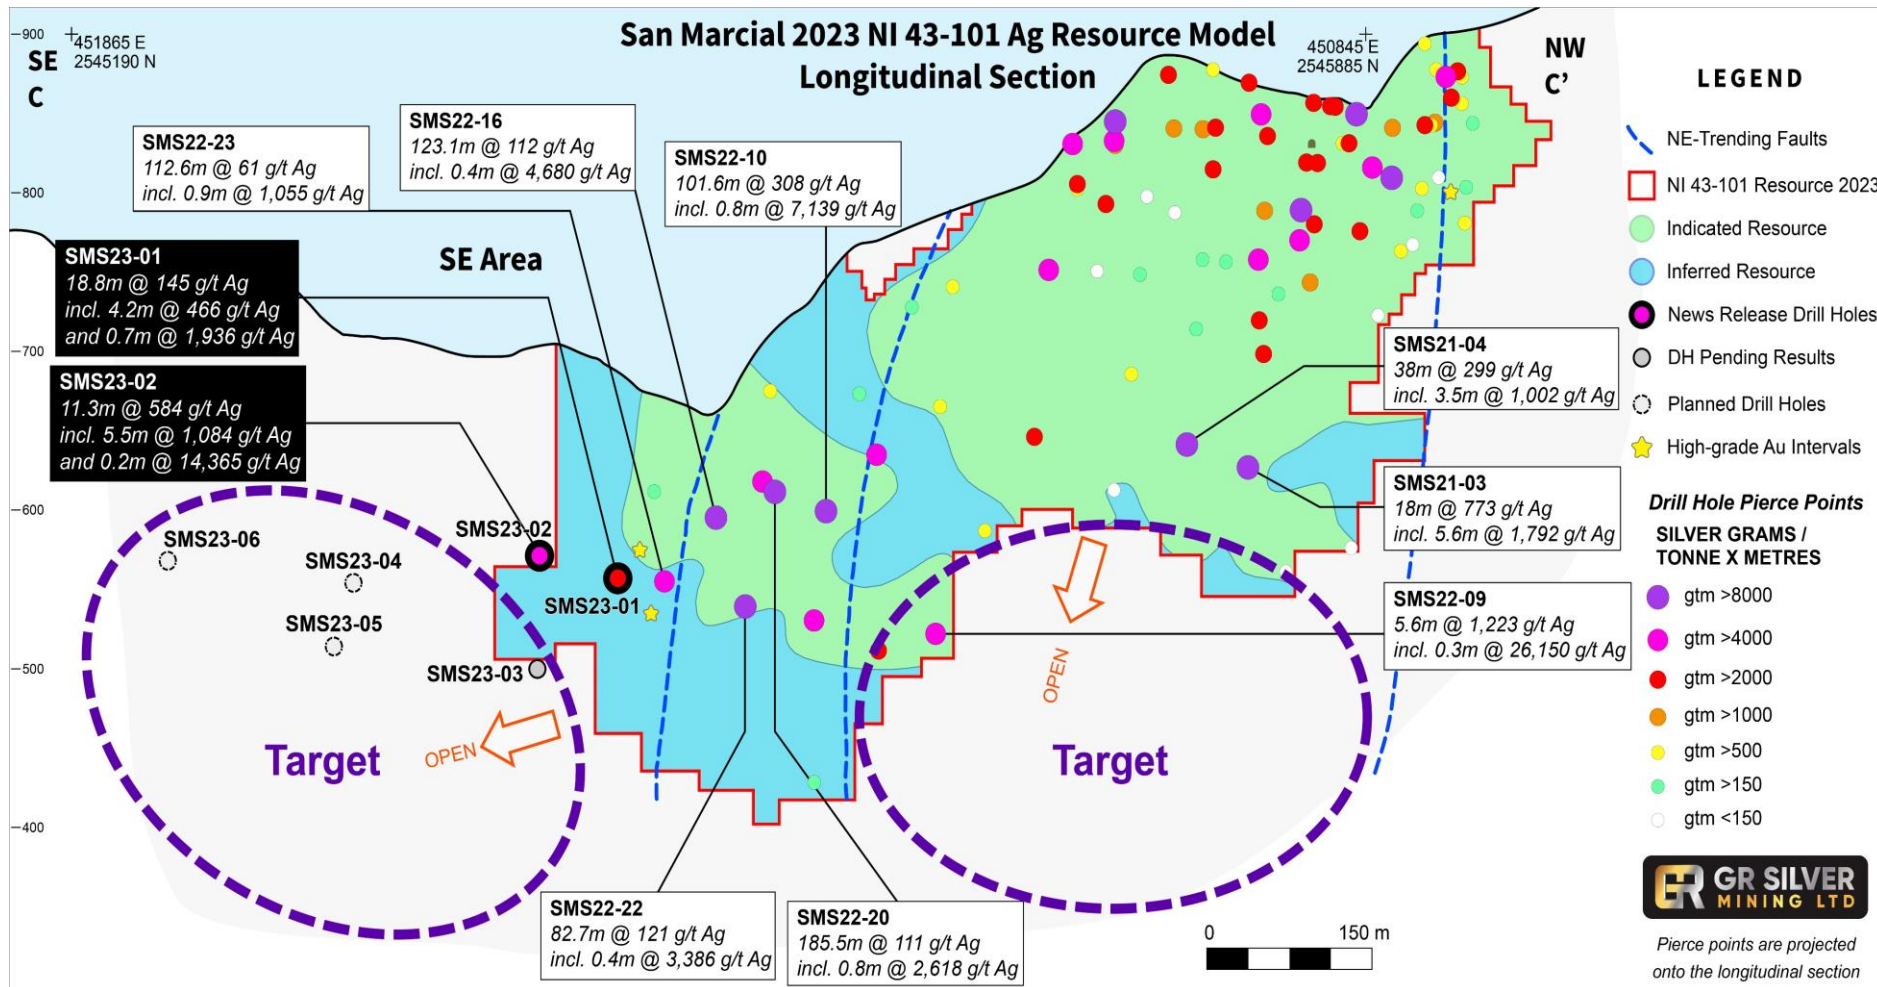 San Marcial 2023 NI 43-101 Ag Resource Model
Longitudinal Section
900
800
700
600
500
400
451865 E
2545190 N
SE
C
450845 E
2545885 N
NW
C'
SE Area
SMS22-23
112.6m @ 61 g/t Ag
incl. 0.9m @ 1,055 g/t Ag
SMS22-16
123.1m @ 112 g/t Ag
incl. 0.4m @ 4,680 g/t Ag
SMS22-10
101.6m @ 308 g/t Ag
incl. 0.8m @ 7,139 g/t Ag
SMS23-01
18.8m @ 145 g/t Ag
incl. 4.2m @ 466 g/t Ag
and 0.7m @ 1,936 g/t Ag
SMS23-02
11.3m @ 584 g/t Ag
incl. 5.5m @ 1,084 g/t Ag
and 0.2m @ 14,365 g/t Ag
SMS21-04
38m @ 299 g/t Ag
incl. 3.5m @ 1,002 g/t Ag
SMS21-03
18m @ 773 g/t Ag
incl. 5.6m @ 1,792 g/t Ag
SMS22-09
5.6m @ 1,223 g/t Ag
incl. 0.3m @ 26,150 g/t Ag
SMS23-06
SMS23-04
SMS23-05
SMS23-02
SMS23-01
SMS23-03
Target
OPEN
OPEN
Target
SMS22-22
82.7m @ 121 g/t Ag
incl. 0.4m @ 3,386 g/t Ag
SMS22-20
185.5m @ 111 g/t Ag
incl. 0.8m @ 2,618 g/t Ag
0 150 m
LEGEND
NE-Trending Faults
NI 43-101 Resource 2023
Indicated Resource
Inferred Resource
News Release Drill Holes
DH Pending Results
Planned Drill Holes
High-grade Au Intervals
Drill Hole Pierce Points
SILVER GRAMS /
TONNE X METRES
gtm >8000
gtm >4000
gtm >2000
gtm >1000
gtm >500
gtm >150
gtm <150
GR SILVER
MINING LTD
Pierce points are projected
onto the longitudinal section